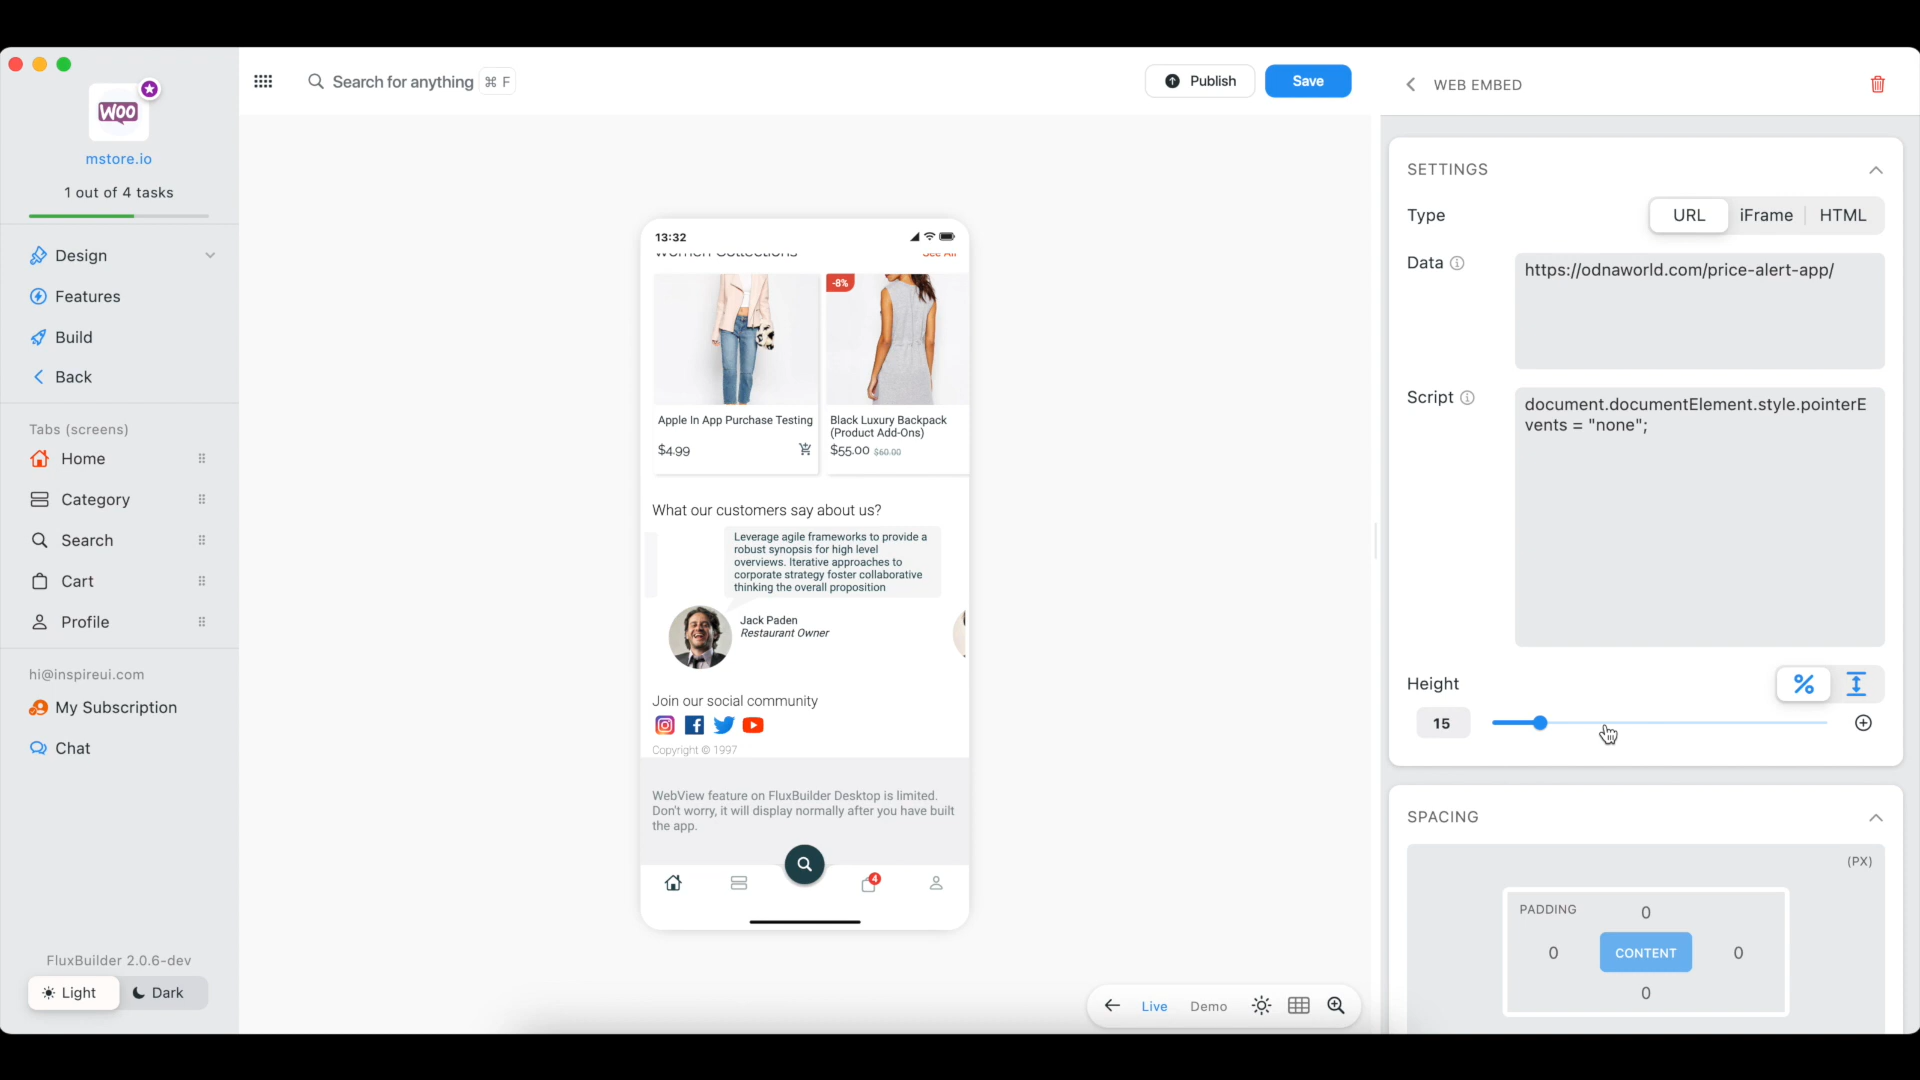 Woo
mstore.io
1 out of 4 tasks
Design
Features
Build
Back
Tabs (screens)
Home
Category
Search
Cart
Profile
hi@inspireui.com
My Subscription
Chat
FluxBuilder 2.0.6-dev
Light
Dark
Search for anything
⌘ F
Publish
Save
13:32
Women Collections
See All
-8%
Apple In App Purchase Testing
$4.99
Black Luxury Backpack
(Product Add-Ons)
$55.00 $60.00
What our customers say about us?
Leverage agile frameworks to provide a
robust synopsis for high level
overviews. Iterative approaches to
corporate strategy foster collaborative
thinking the overall proposition
Jack Paden
Restaurant Owner
Join our social community
Copyright © 1997
WebView feature on FluxBuilder Desktop is limited.
Don't worry, it will display normally after you have built
the app.
4
Live
Demo
WEB EMBED
SETTINGS
Type
URL
iFrame
HTML
Data
https://odnaworld.com/price-alert-app/
Script
document.documentElement.style.pointerE
vents = "none";
Height
%
15
SPACING
(PX)
PADDING
0
0
CONTENT
0
0